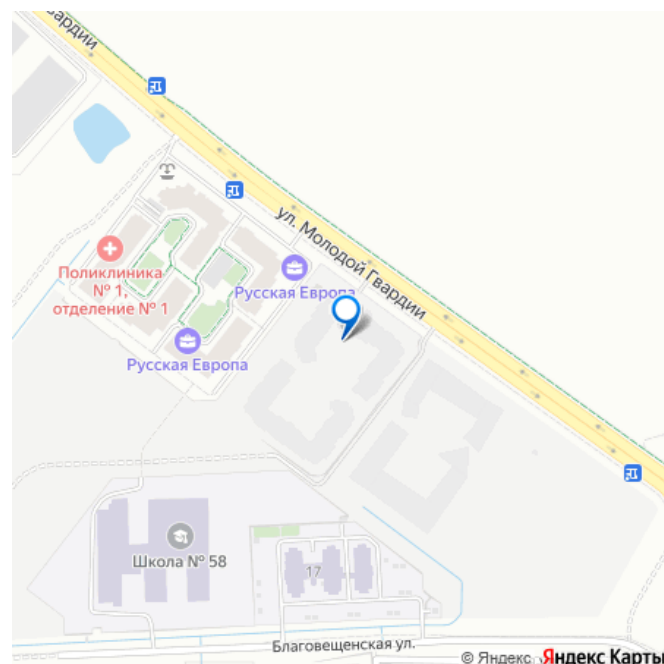 Гвардии
ул. Молодой Гвардии
Поликлиника
№ 1,
отделение № 1
Русская Европа
Русская Европа
Школа № 58
17
Благовещенская ул.
© Яндекс
Яндекс Карты